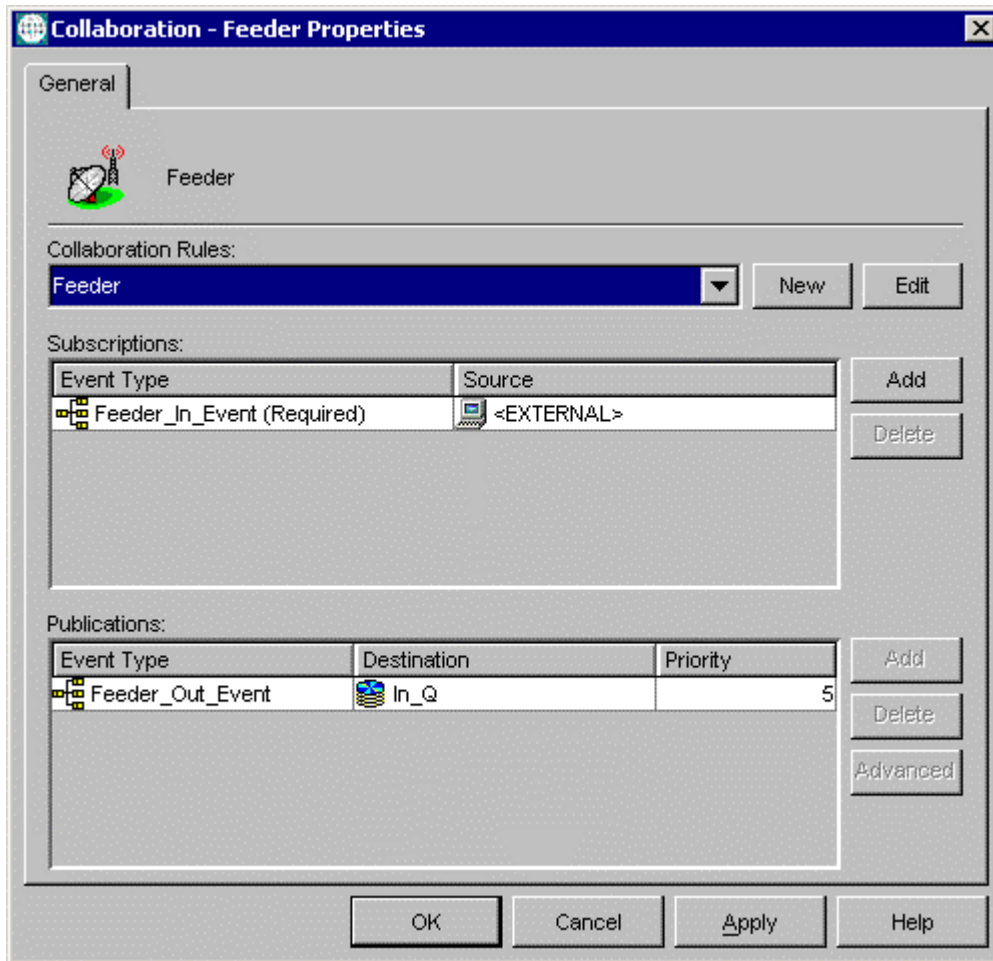 Collaboration - Feeder Properties
General
Feeder
Collaboration Rules:
Feeder
New
Edit
Subscriptions:
Event Type Source
Add
Feeder_In_Event (Required) <EXTERNAL>
Delete
Publications:
Event Type Destination Priority
Add
Feeder_Out_Event In_Q 5
Delete
Advanced
OK Cancel Apply Help